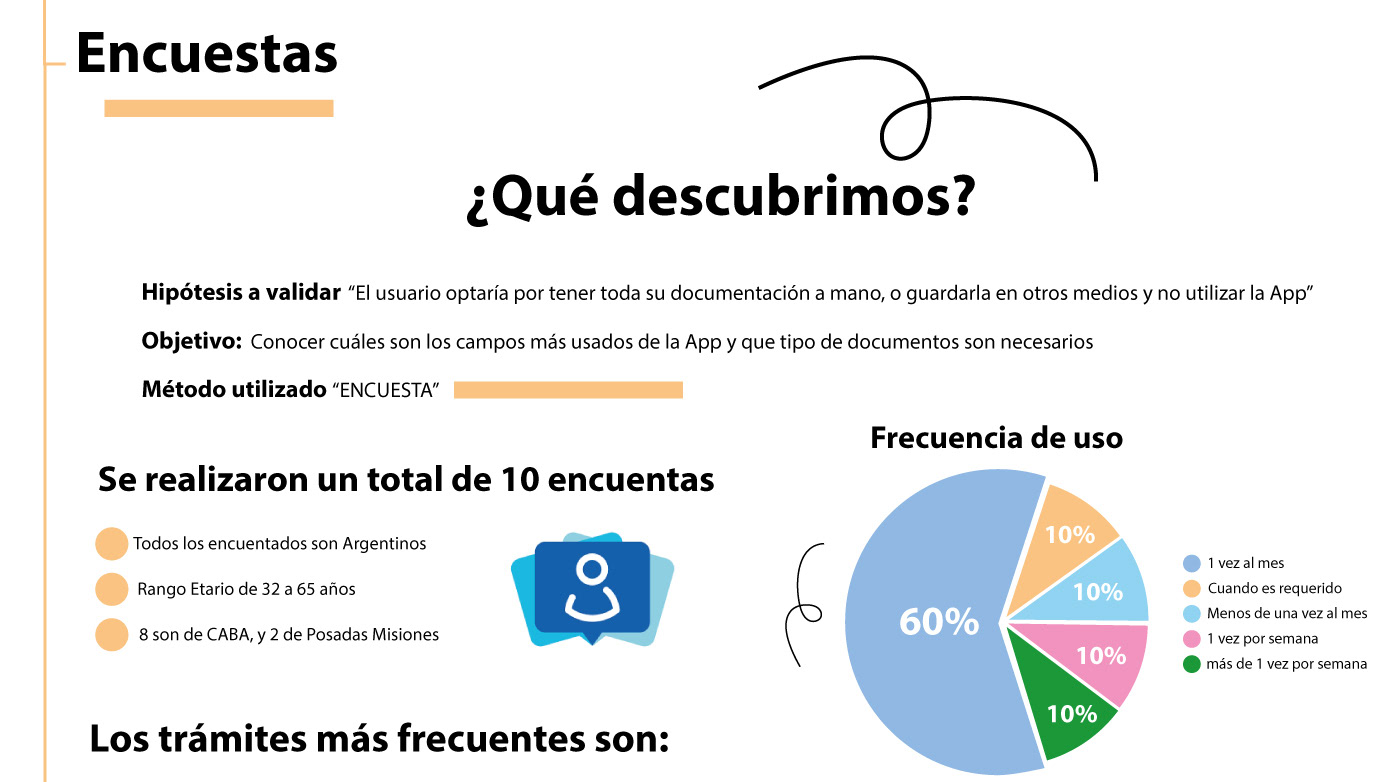 Encuestas
¿Qué descubrimos?
Hipótesis a validar “El usuario optaría por tener toda su documentación a mano, o guardarla en otros medios y no utilizar la App”
Objetivo: Conocer cuáles son los campos más usados de la App y que tipo de documentos son necesarios
Método utilizado “ENCUESTA”
Se realizaron un total de 10 encuentas
Todos los encuentados son Argentinos
Rango Etario de 32 a 65 años
8 son de CABA, y 2 de Posadas Misiones
Frecuencia de uso
60%
10%
10%
10%
10%
1 vez al mes
Cuando es requerido
Menos de una vez al mes
1 vez por semana
más de 1 vez por semana
Los trámites más frecuentes son: